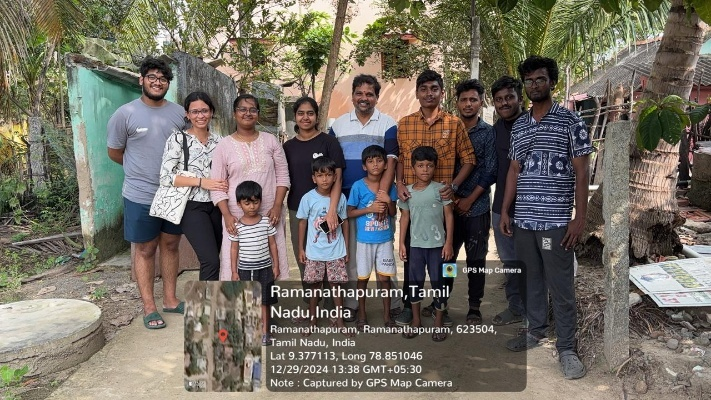 GPS Map Camera
Ramanathapuram,Tamil
Nadu,India
Ramanathapuram, Ramanathapuram, 623504,
Tamil Nadu, India
Lat 9.377113, Long 78.851046
12/29/2024 13:38 GMT+05:30
Note : Captured by GPS Map Camera